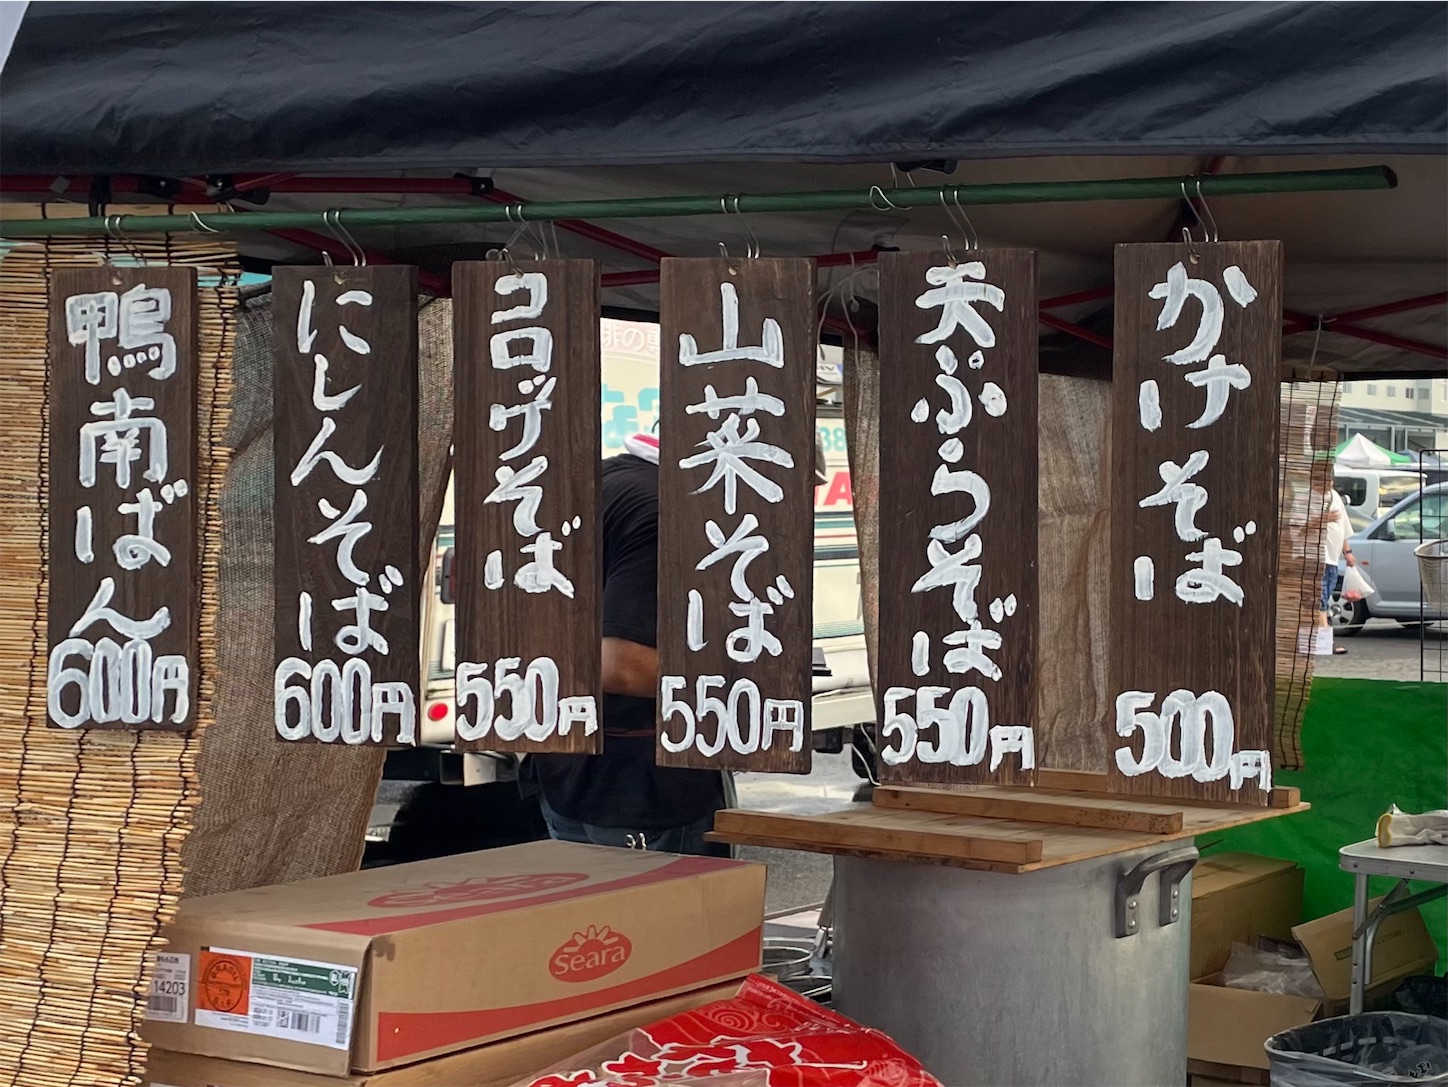 かけそば
500円
天ぷらそば
550円
山菜そば
550円
コロッケそば
550円
にしんそば
600円
鴨南ばん
600円
seara
14203